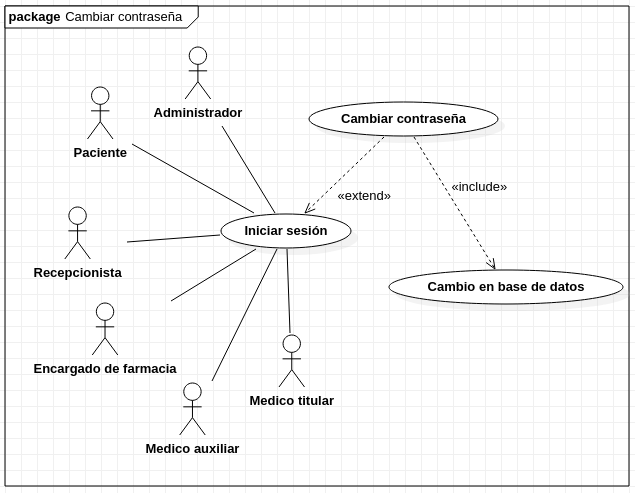 package Cambiar contraseña
Administrador
Cambiar contraseña
Paciente
«extend»
«include»
Iniciar sesión
Recepcionista
Cambio en base de datos
Encargado de farmacia
Medico titular
Medico auxiliar